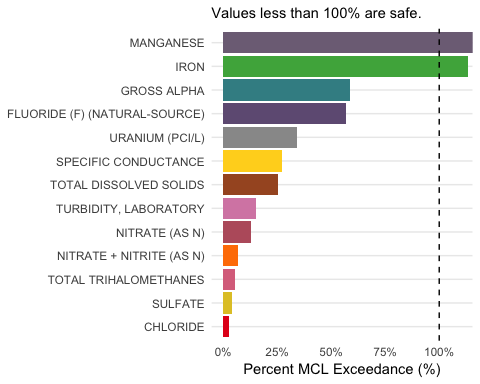 Values less than 100% are safe.
MANGANESE
IRON
GROSS ALPHA
FLUORIDE (F) (NATURAL-SOURCE)
URANIUM (PCI/L)
SPECIFIC CONDUCTANCE
TOTAL DISSOLVED SOLIDS
TURBIDITY, LABORATORY
NITRATE (AS N)
NITRATE + NITRITE (AS N)
TOTAL TRIHALOMETHANES
SULFATE
CHLORIDE
0% 25% 50% 75% 100%
Percent MCL Exceedance (%)